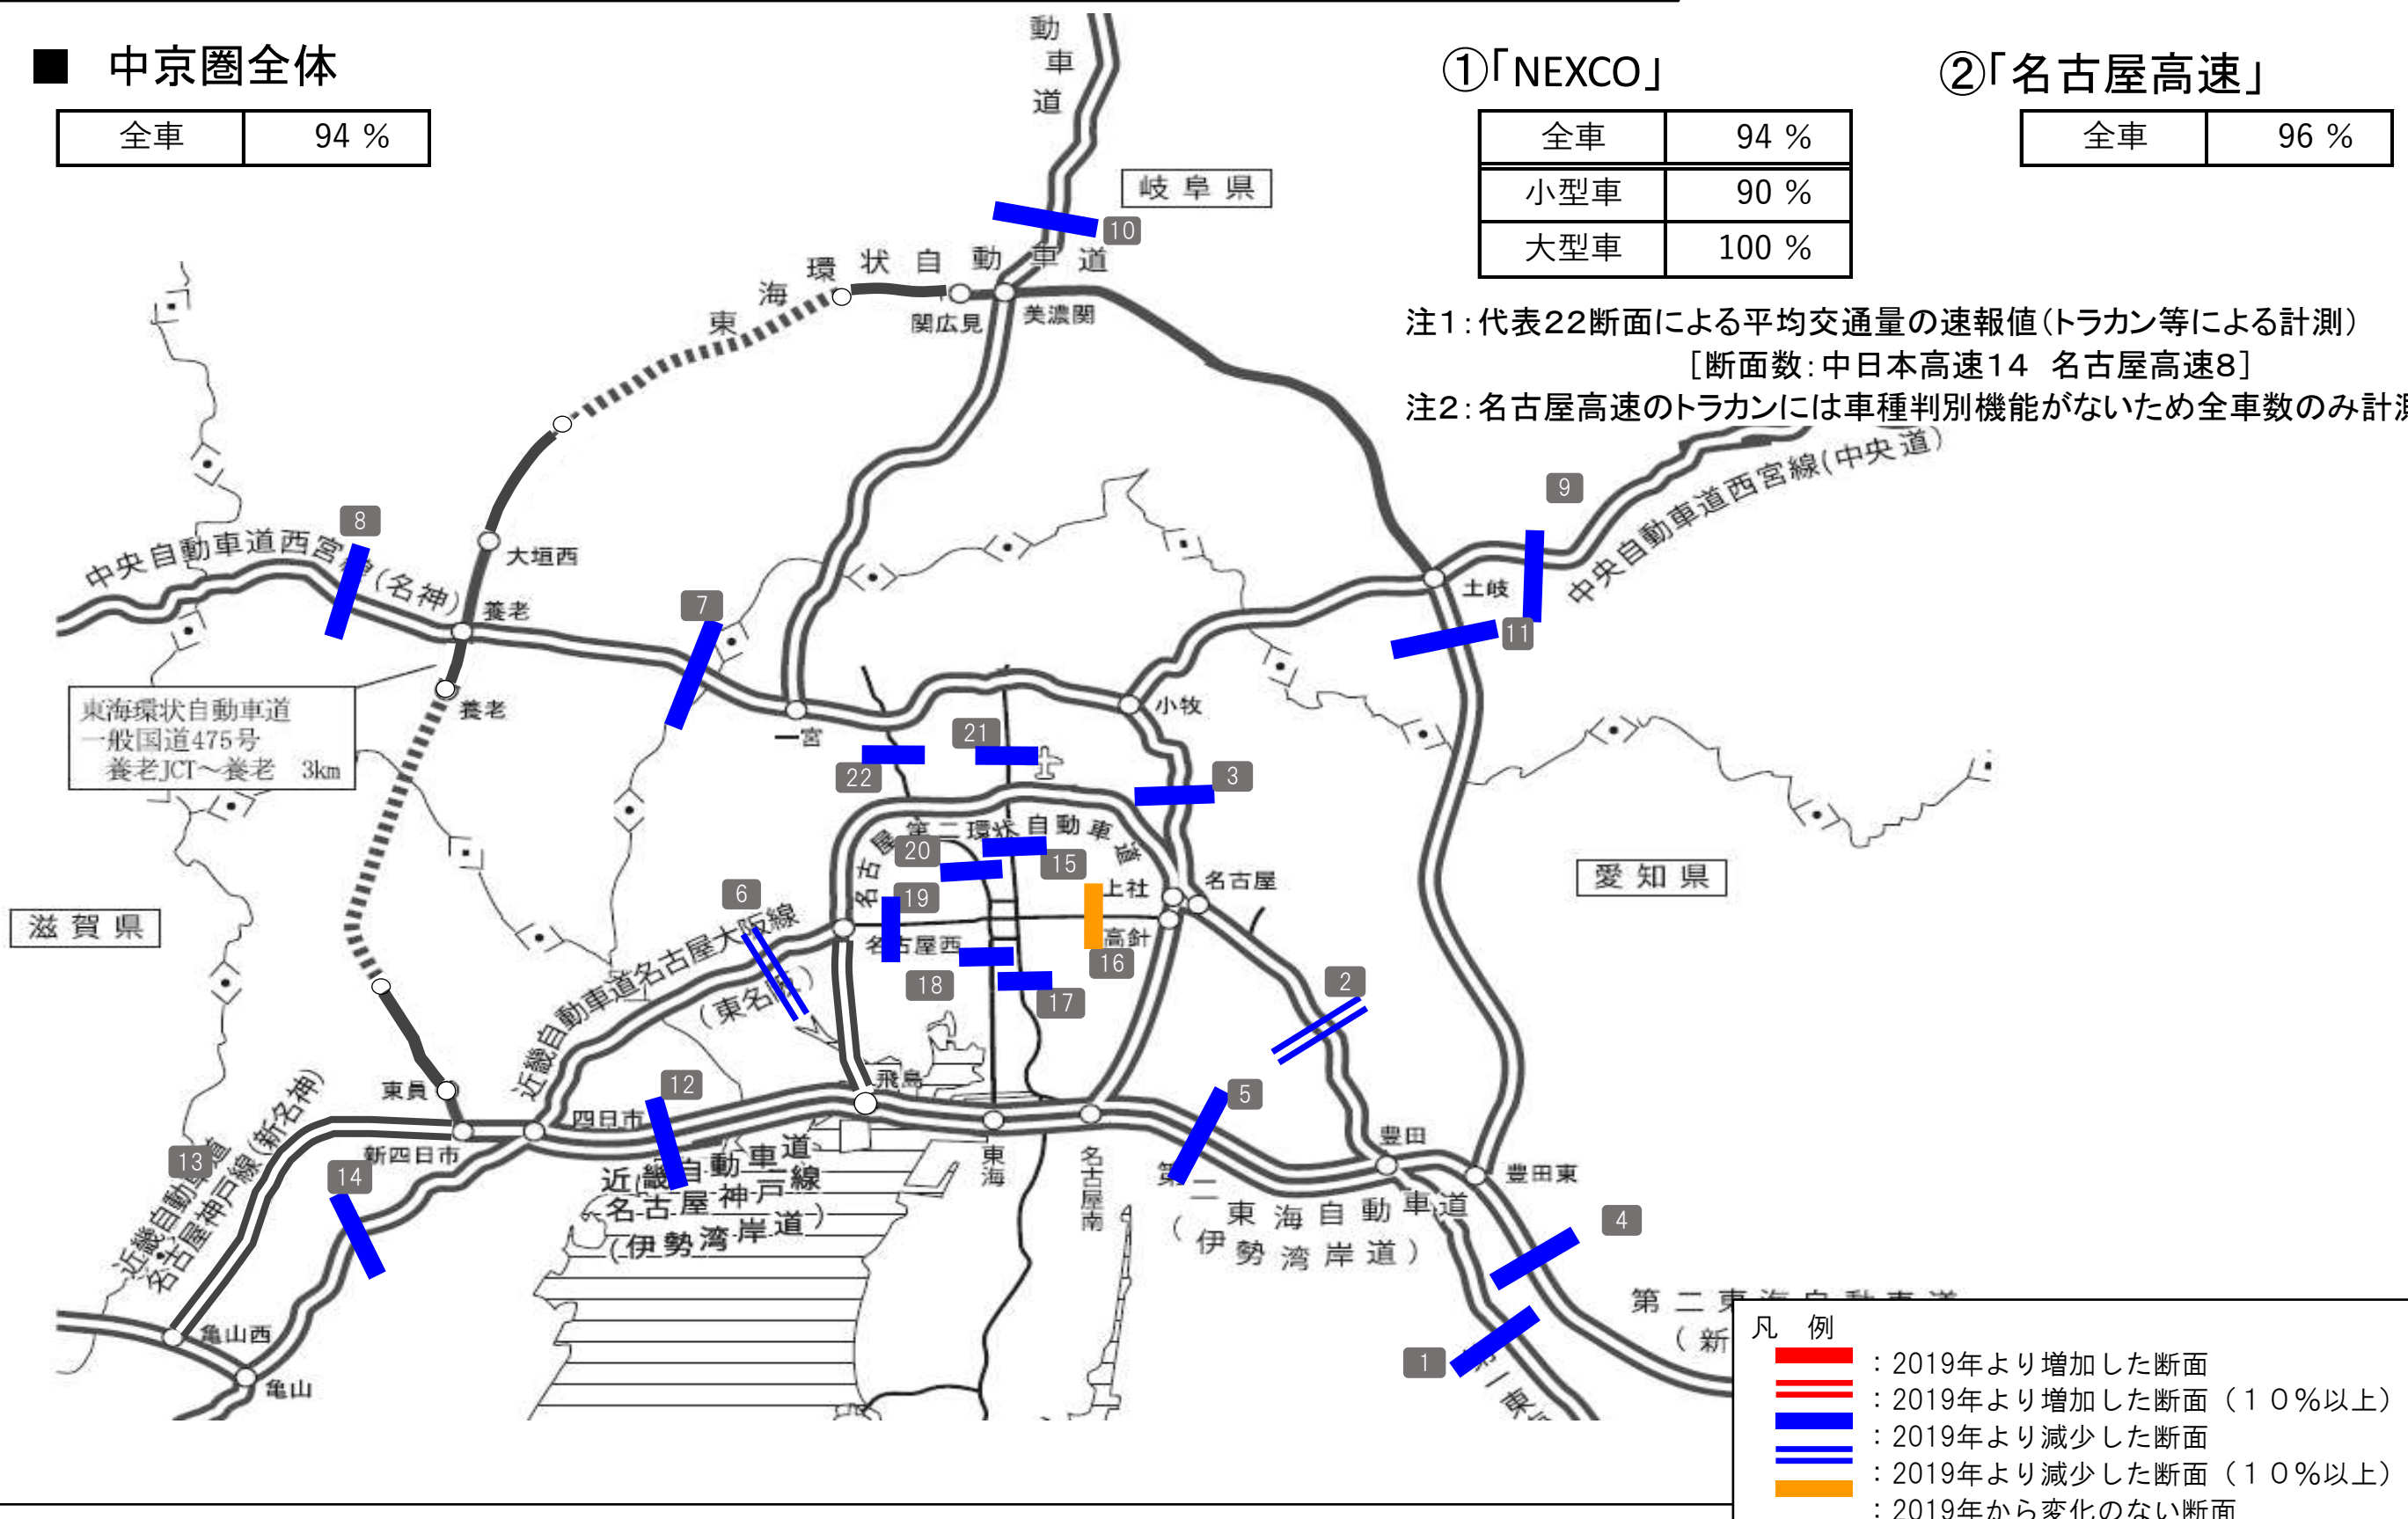 ■ 中京圏全体
全車 94 %
①「NEXCO」
全車 94 %
小型車 90 %
大型車 100 %
②「名古屋高速」
全車 96 %
注1:代表22断面による平均交通量の速報値(トラカン等による計測)
[断面数:中日本高速14 名古屋高速8]
注2:名古屋高速のトラカンには車種判別機能がないため全車数のみ計
動車道
岐阜県
10
東海環状自動車道
関広見
美濃関
9
中央自動車道西宮線(中央道)
8
中央自動車道西宮線(名神)
大垣西
養老
7
土岐
11
東海環状自動車道
一般国道475号
養老JCT~養老 3km
養老
一宮
小牧
21
22
3
名古屋第二環状自動車道
20
15
上社
名古屋
愛知県
6
19
滋賀県
名古屋西
高針
16
近畿自動車道名古屋大阪線
(東名阪)
18
17
2
東員
12
飛島
5
四日市
新四日市
13
14
近畿自動車道
名古屋神戸線(新名神)
近畿自動車道
名古屋神戸線
(伊勢湾岸道)
東海
名古屋南
豊田
豊田東
第二東海自動車道
(伊勢湾岸道)
4
亀山西
亀山
1
第二東海自動車道
(新
第一東
凡 例
:2019年より増加した断面
:2019年より増加した断面(10%以上)
:2019年より減少した断面
:2019年より減少した断面(10%以上)
:2019年から変化のない断面